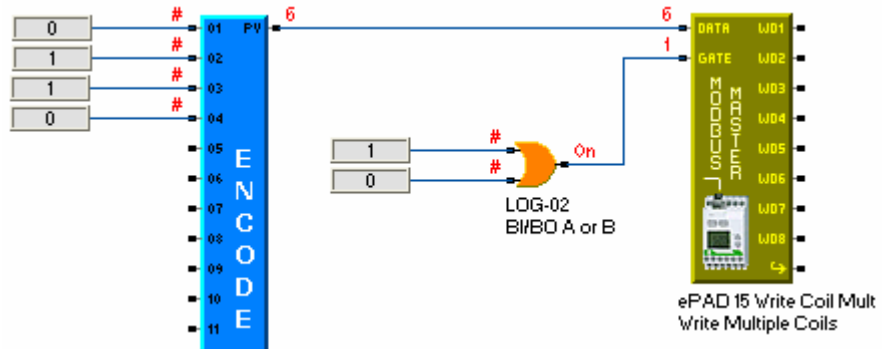 0
1
1
0
#
#
#
#
01
02
03
04
05
06
07
08
09
10
11
PV
6
ENCODE
1
0
#
#
On
LOG-02
BI/BO A or B
6
1
DATA
GATE
MODBUS
MASTER
WD1
WD2
WD3
WD4
WD5
WD6
WD7
WD8
ePAD 15 Write Coil Mult
Write Multiple Coils